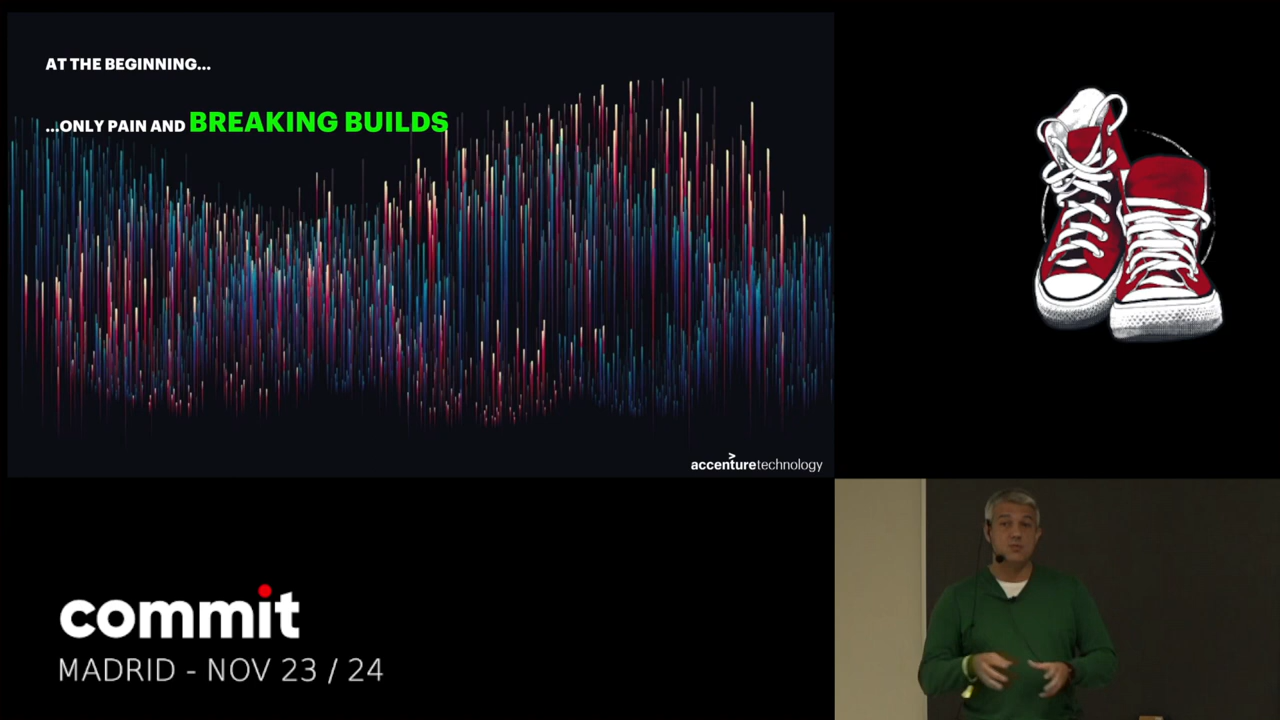 AT THE BEGINNING...
...ONLY PAIN AND BREAKING BUILDS
accenturetechnology
commit
MADRID - NOV 23 / 24